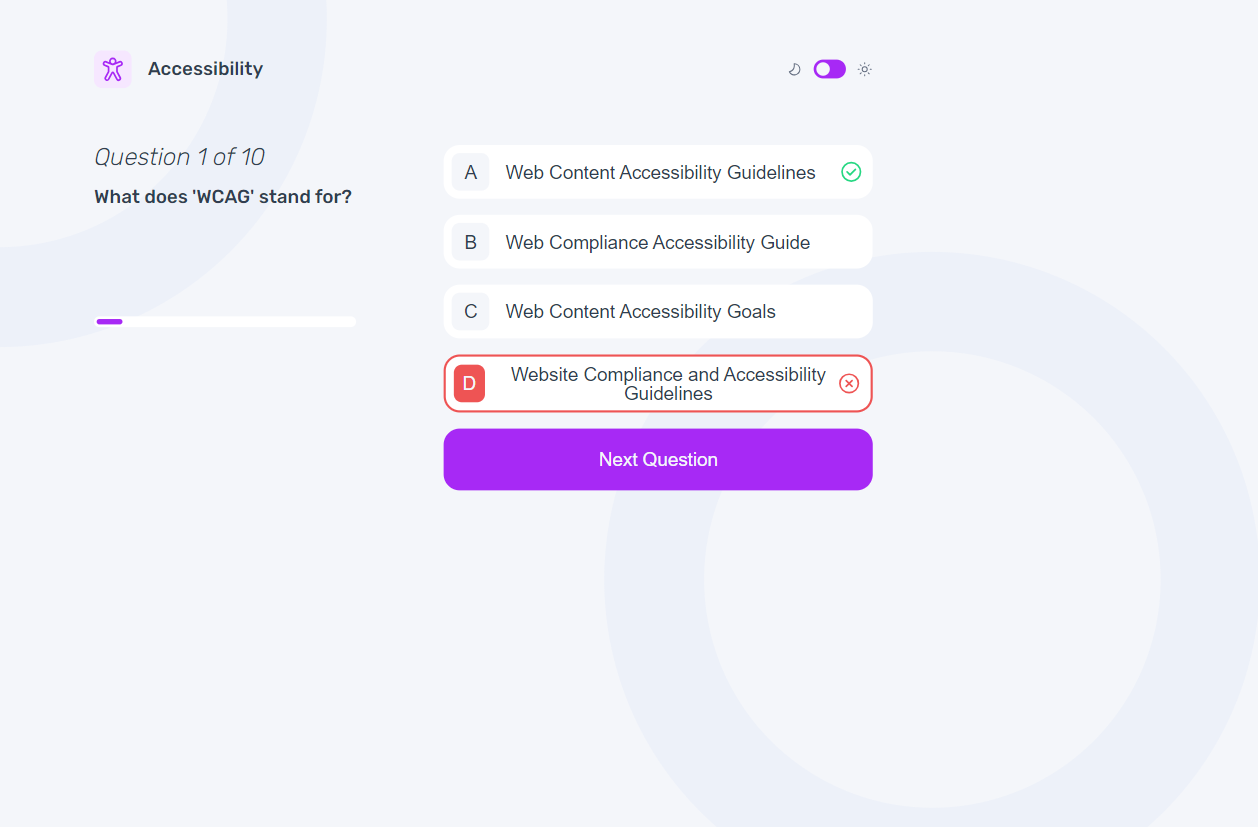 Accessibility
Question 1 of 10
What does 'WCAG' stand for?
A Web Content Accessibility Guidelines
B Web Compliance Accessibility Guide
C Web Content Accessibility Goals
D Website Compliance and Accessibility
Guidelines
Next Question